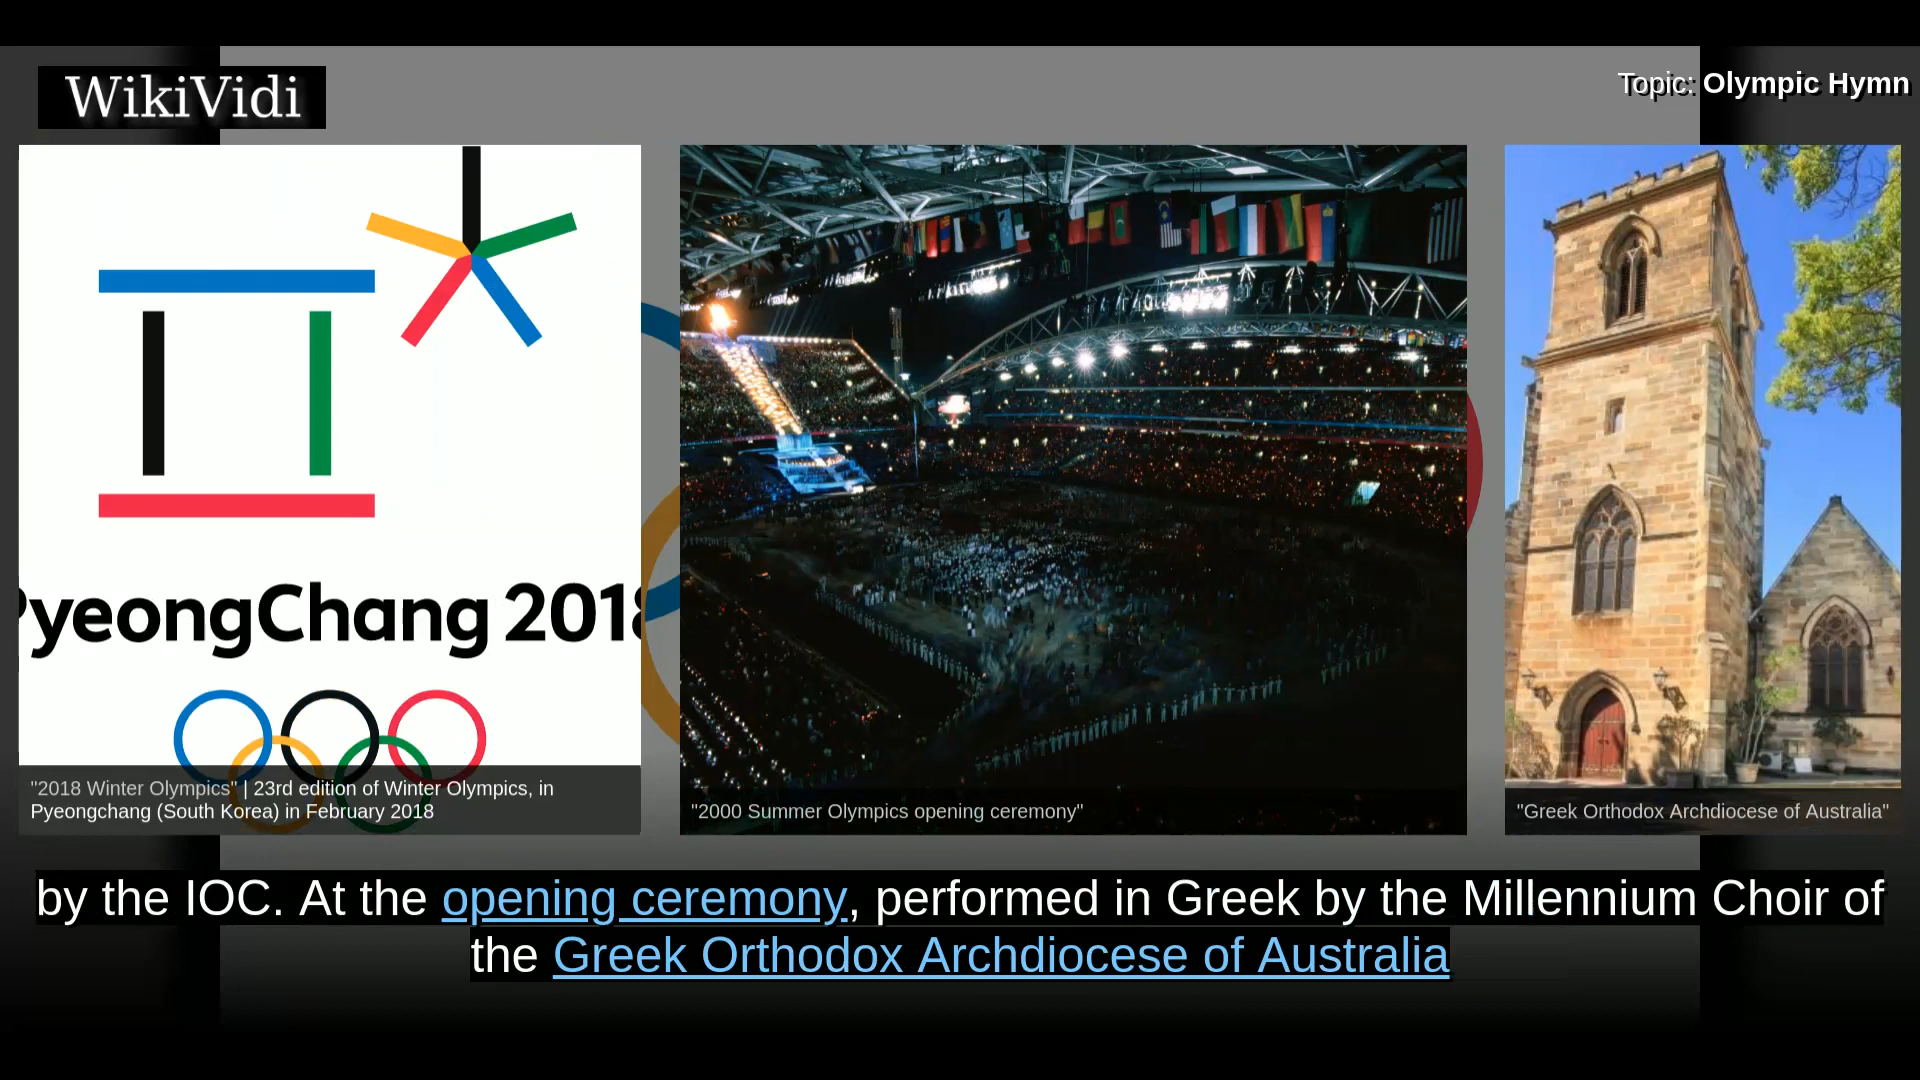 WikiVidi
Topic: Olympic Hymn
PyeongChang 2018
"2018 Winter Olympics" | 23rd edition of Winter Olympics, in
Pyeongchang (South Korea) in February 2018
"2000 Summer Olympics opening ceremony"
"Greek Orthodox Archdiocese of Australia"
by the IOC. At the opening ceremony, performed in Greek by the Millennium Choir of
the Greek Orthodox Archdiocese of Australia